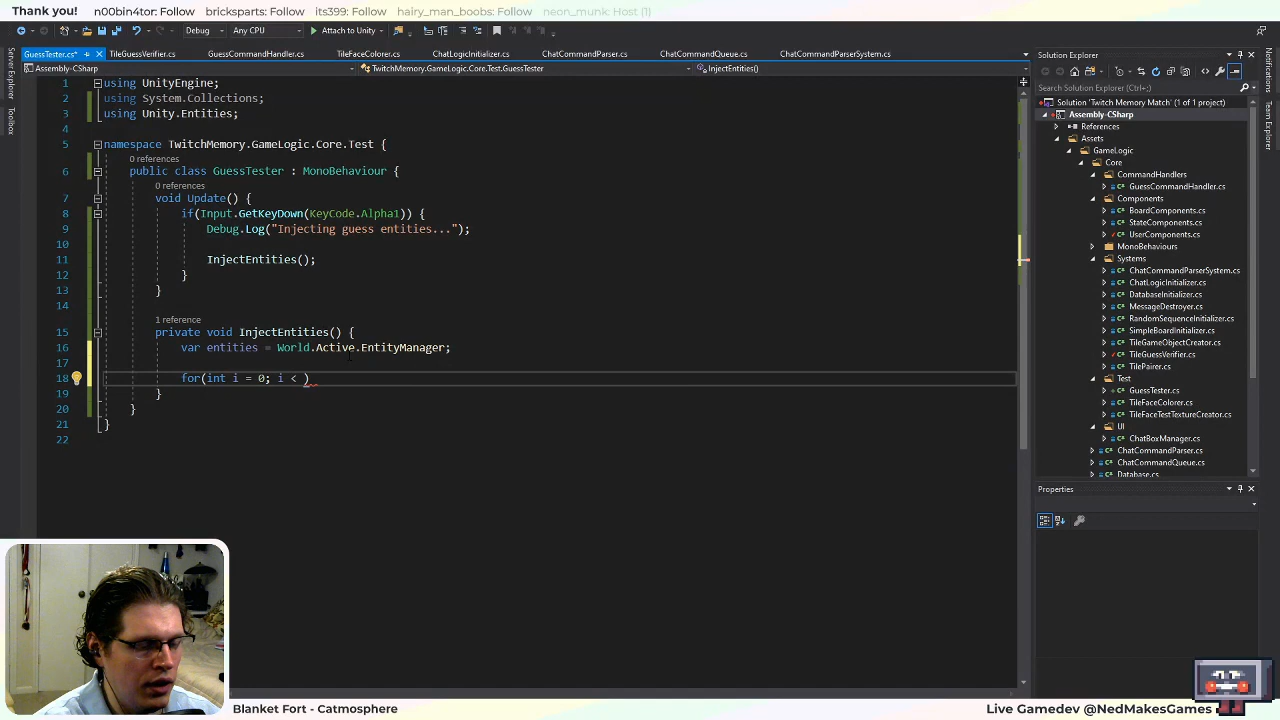 Thank you! n00bin4tor: Follow bricksparts: Follow its399: Follow hairy_man_boobs: Follow neon_munk: Host (1)
Debug Any CPU Attach to Unity
GuessTester.cs* TileGuessVerifier.cs GuessCommandHandler.cs TileFaceColorer.cs ChatLogicInitializer.cs ChatCommandParser.cs ChatCommandQueue.cs ChatCommandParserSystem.cs
Assembly-CSharp TwitchMemory.GameLogic.Core.Test.GuessTester InjectEntities()
Server Explorer
Toolbox
1 using UnityEngine;
2 using System.Collections;
3 using Unity.Entities;
4
5 namespace TwitchMemory.GameLogic.Core.Test {
0 references
6 public class GuessTester : MonoBehaviour {
0 references
7 void Update() {
8 if(Input.GetKeyDown(KeyCode.Alpha1)) {
9 Debug.Log("Injecting guess entities...");
10
11 InjectEntities();
12 }
13 }
14
1 reference
15 private void InjectEntities() {
16 var entities = World.Active.EntityManager;
17
18 for(int i = 0; i < )
19 }
20 }
21 }
22
Solution Explorer
Search Solution Explorer (Ctrl+;)
Solution 'Twitch Memory Match' (1 of 1 project)
Assembly-CSharp
References
Assets
GameLogic
Core
CommandHandlers
GuessCommandHandler.cs
Components
BoardComponents.cs
StateComponents.cs
UserComponents.cs
MonoBehaviours
Systems
ChatCommandParserSystem.cs
ChatLogicInitializer.cs
DatabaseInitializer.cs
MessageDestroyer.cs
RandomSequenceInitializer.cs
SimpleBoardInitializer.cs
TileGameObjectCreator.cs
TileGuessVerifier.cs
TilePairer.cs
Test
GuessTester.cs
TileFaceColorer.cs
TileFaceTestTextureCreator.cs
UI
ChatBoxManager.cs
ChatCommandParser.cs
ChatCommandQueue.cs
Database.cs
Properties
Notifications
Team Explorer
Blanket Fort - Catmosphere
Live Gamedev @NedMakesGames